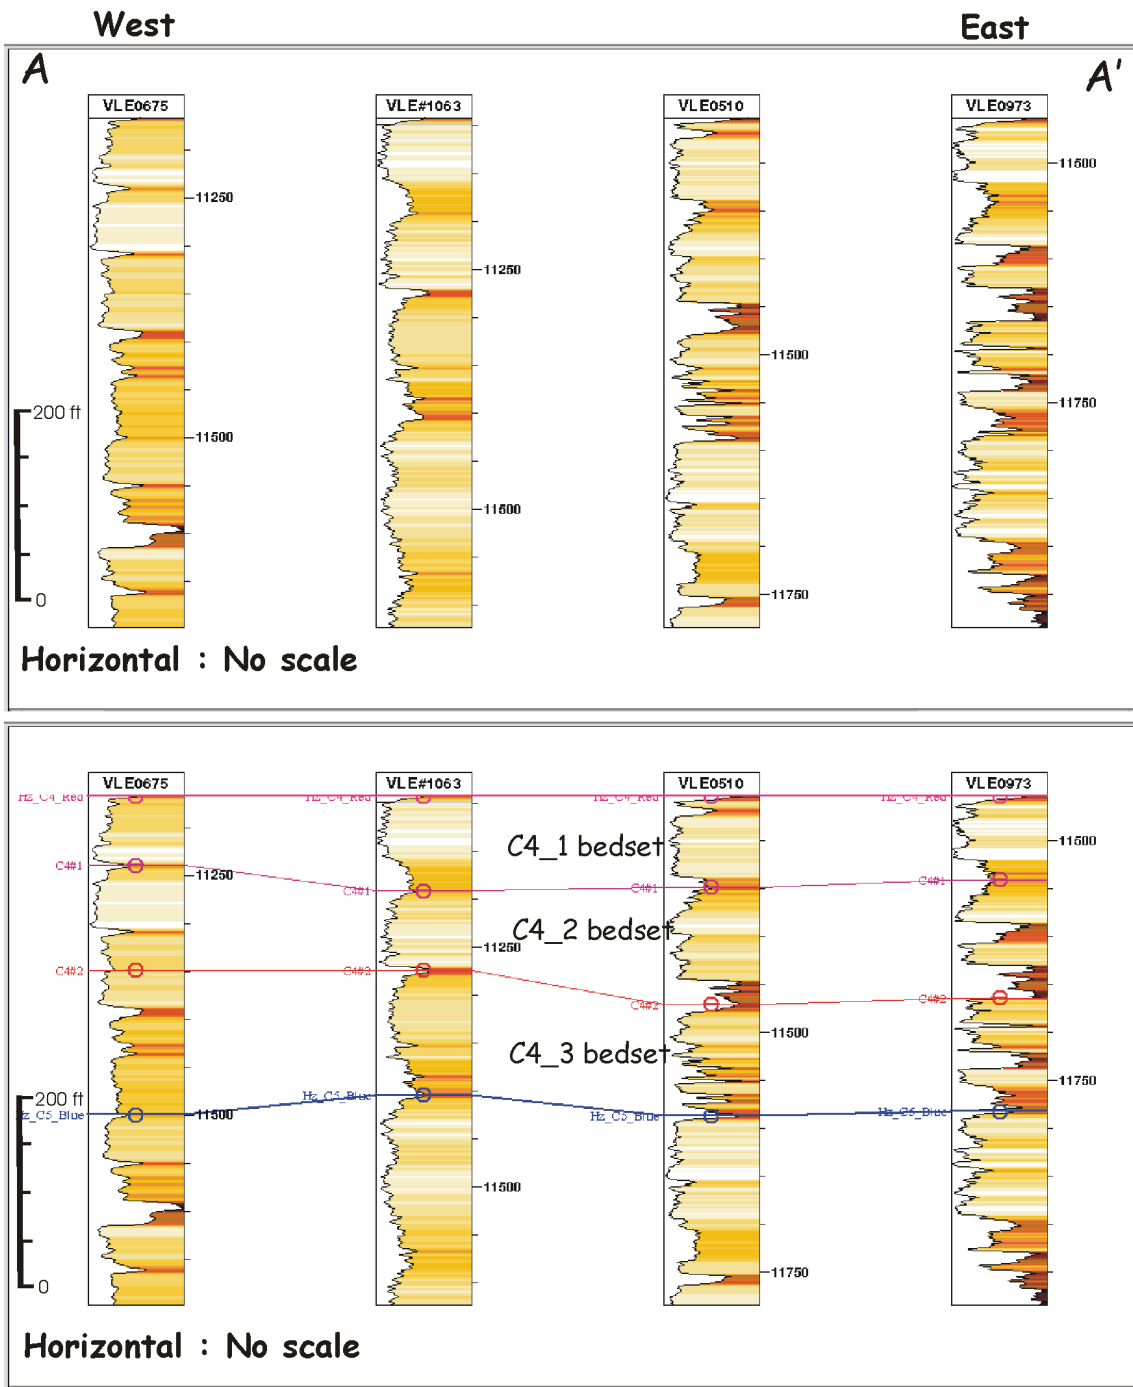 West East
A A'
VLE0675 VLE#1063 VLE0510 VLE0973
11500
11250
11250
11500
11750
200 ft
11500
11500
11750
0
Horizontal : No scale
VLE0675 VLE#1063 VLE0510 VLE0973
Hz_C4_Red Hz_C4_Red Hz_C4_Red Hz_C4_Red
11500
C4_1 bedset
C4#1 C4#1 C4#1 C4#1
11250
C4_2 bedset
11250
C4#2 C4#2 C4#2 C4#2
11500
C4_3 bedset
11750
200 ft
Hz_C5_Blue Hz_C5_Blue Hz_C5_Blue Hz_C5_Blue
11500
11500
11750
0
Horizontal : No scale